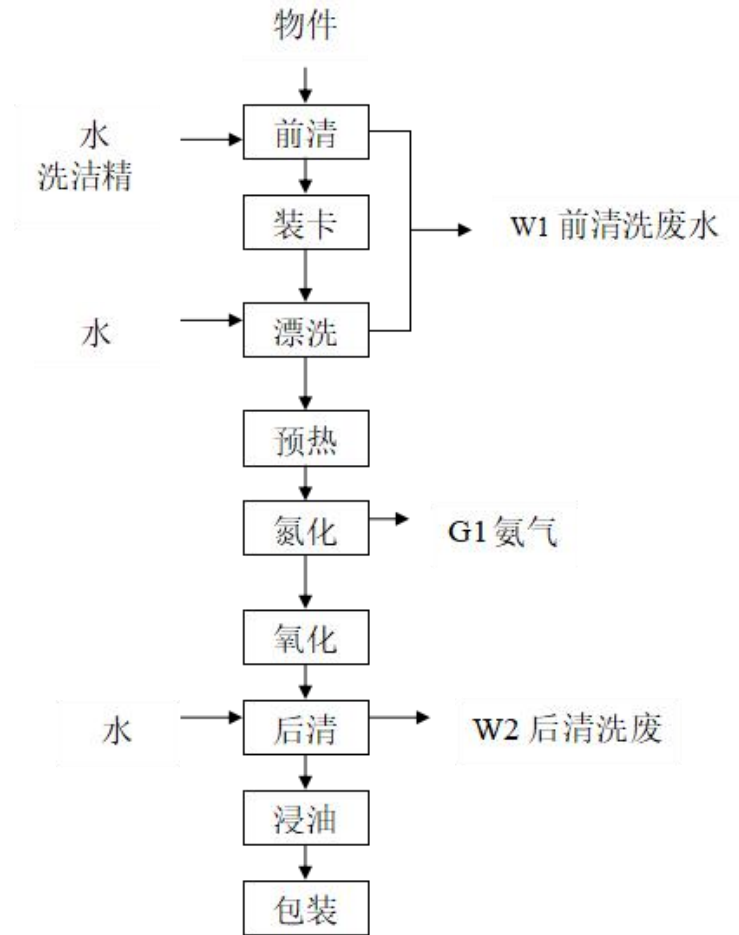 物件
水
洗洁精
前清
装卡
W1 前清洗废水
水
漂洗
预热
氮化
G1 氨气
氧化
水
后清
W2 后清洗废
浸油
包装